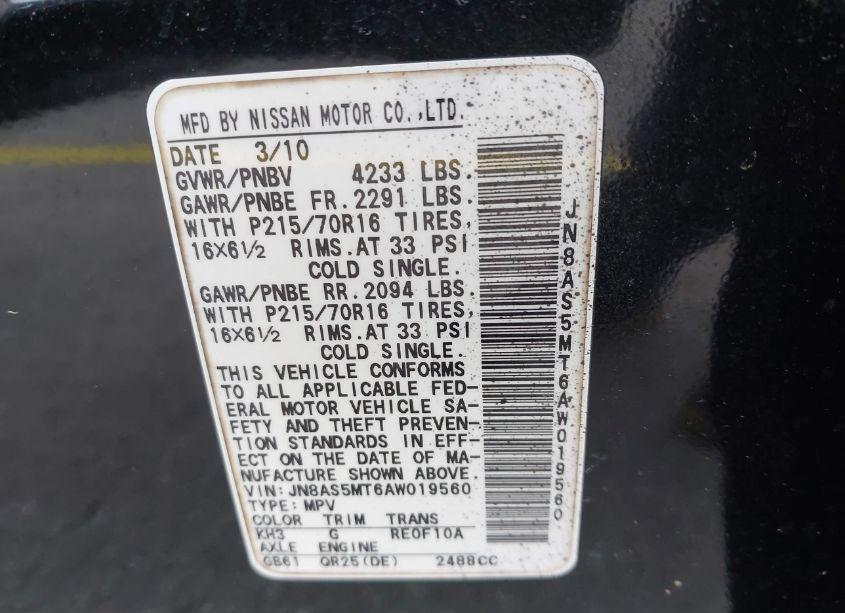 MFD BY NISSAN MOTOR CO.,LTD.
DATE 3/10
GVWR/PNBV 4233 LBS.
GAWR/PNBE FR.2291 LBS.
WITH P215/70R16 TIRES,
16X6½ RIMS.AT 33 PSI
COLD SINGLE.
GAWR/PNBE RR.2094 LBS.
WITH P215/70R16 TIRES,
16X6½ RIMS.AT 33 PSI
COLD SINGLE.
THIS VEHICLE CONFORMS
TO ALL APPLICABLE FED-
ERAL MOTOR VEHICLE SA-
FETY AND THEFT PREVEN-
TION STANDARDS IN EFF-
ECT ON THE DATE OF MA-
NUFACTURE SHOWN ABOVE.
VIN: JN8AS5MT6AW019560
TYPE: MPV
COLOR TRIM TRANS
KH3 G RE0F10A
AXLE ENGINE
GB61 QR25(DE) 2488CC
JN8AS5MT6AW019560